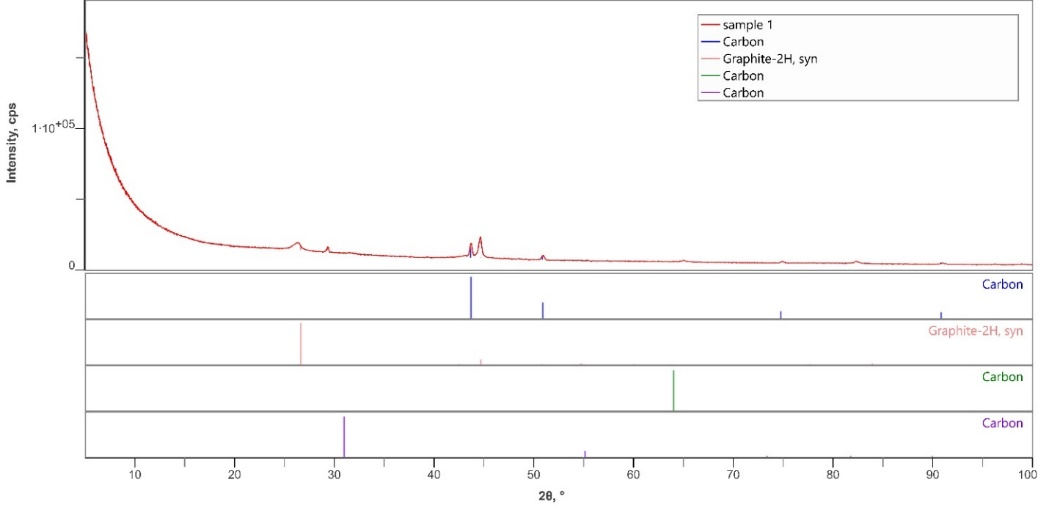 sample 1
Carbon
Graphite-2H, syn
Carbon
Carbon
Intensity, cps
1·10+05
0
Carbon
Graphite-2H, syn
Carbon
Carbon
10 20 30 40 50 60 70 80 90 100
2θ, °